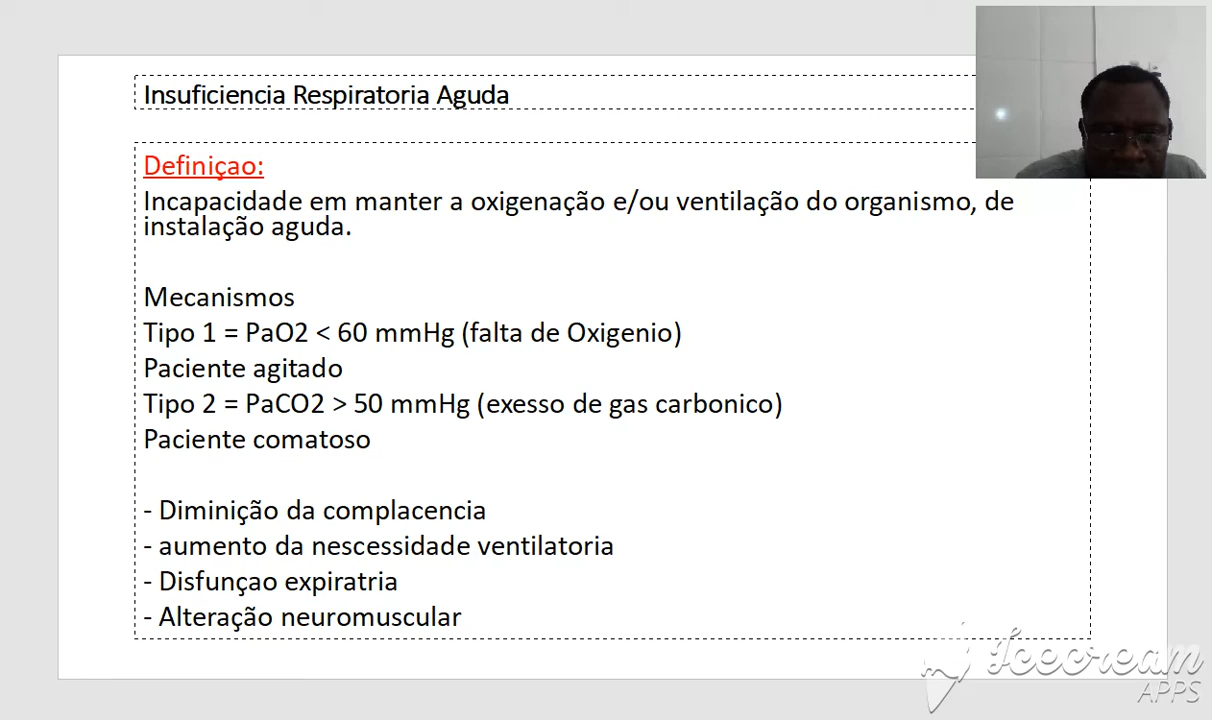 Insuficiencia Respiratoria Aguda
Definiçao:
Incapacidade em manter a oxigenação e/ou ventilação do organismo, de
instalação aguda.
Mecanismos
Tipo 1 = PaO2 < 60 mmHg (falta de Oxigenio)
Paciente agitado
Tipo 2 = PaCO2 > 50 mmHg (exesso de gas carbonico)
Paciente comatoso
- Diminição da complacencia
- aumento da nescessidade ventilatoria
- Disfunçao expiratria
- Alteração neuromuscular
Icecream
APPS